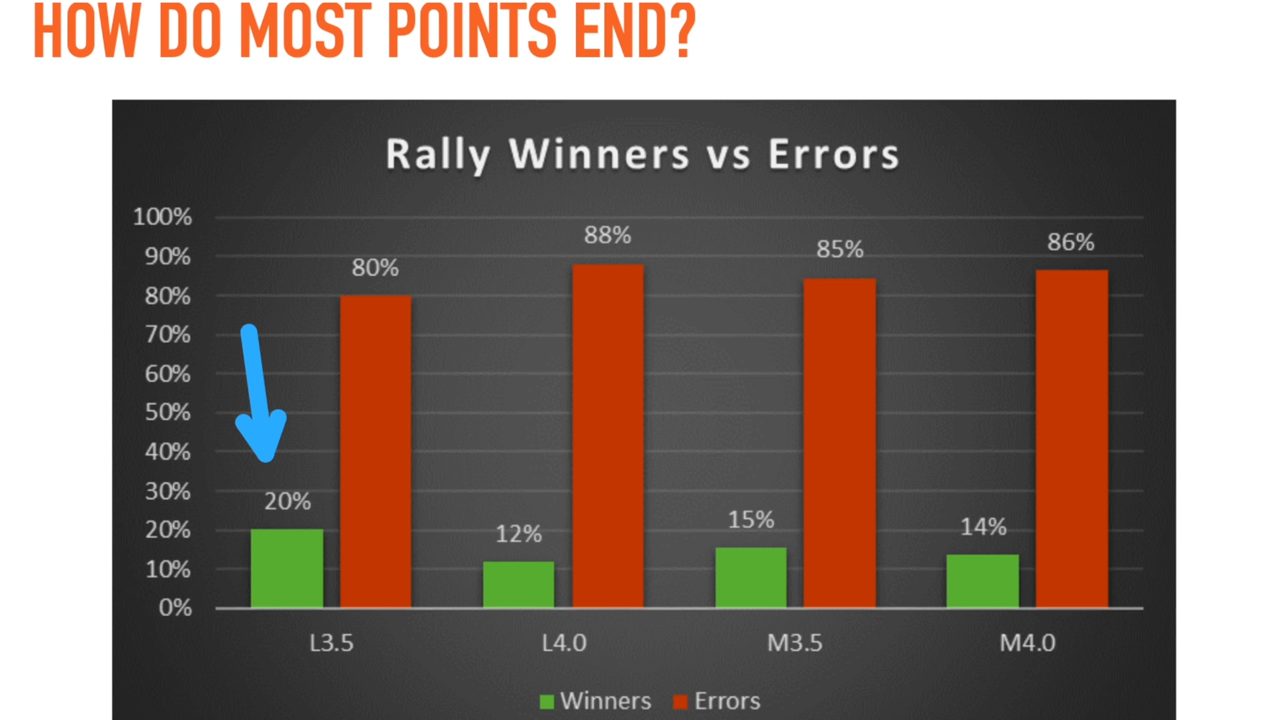 HOW DO MOST POINTS END?
Rally Winners vs Errors
100%
90%
80%
70%
60%
50%
40%
30%
20%
10%
0%
20%
80%
12%
88%
15%
85%
14%
86%
L3.5
L4.0
M3.5
M4.0
Winners
Errors